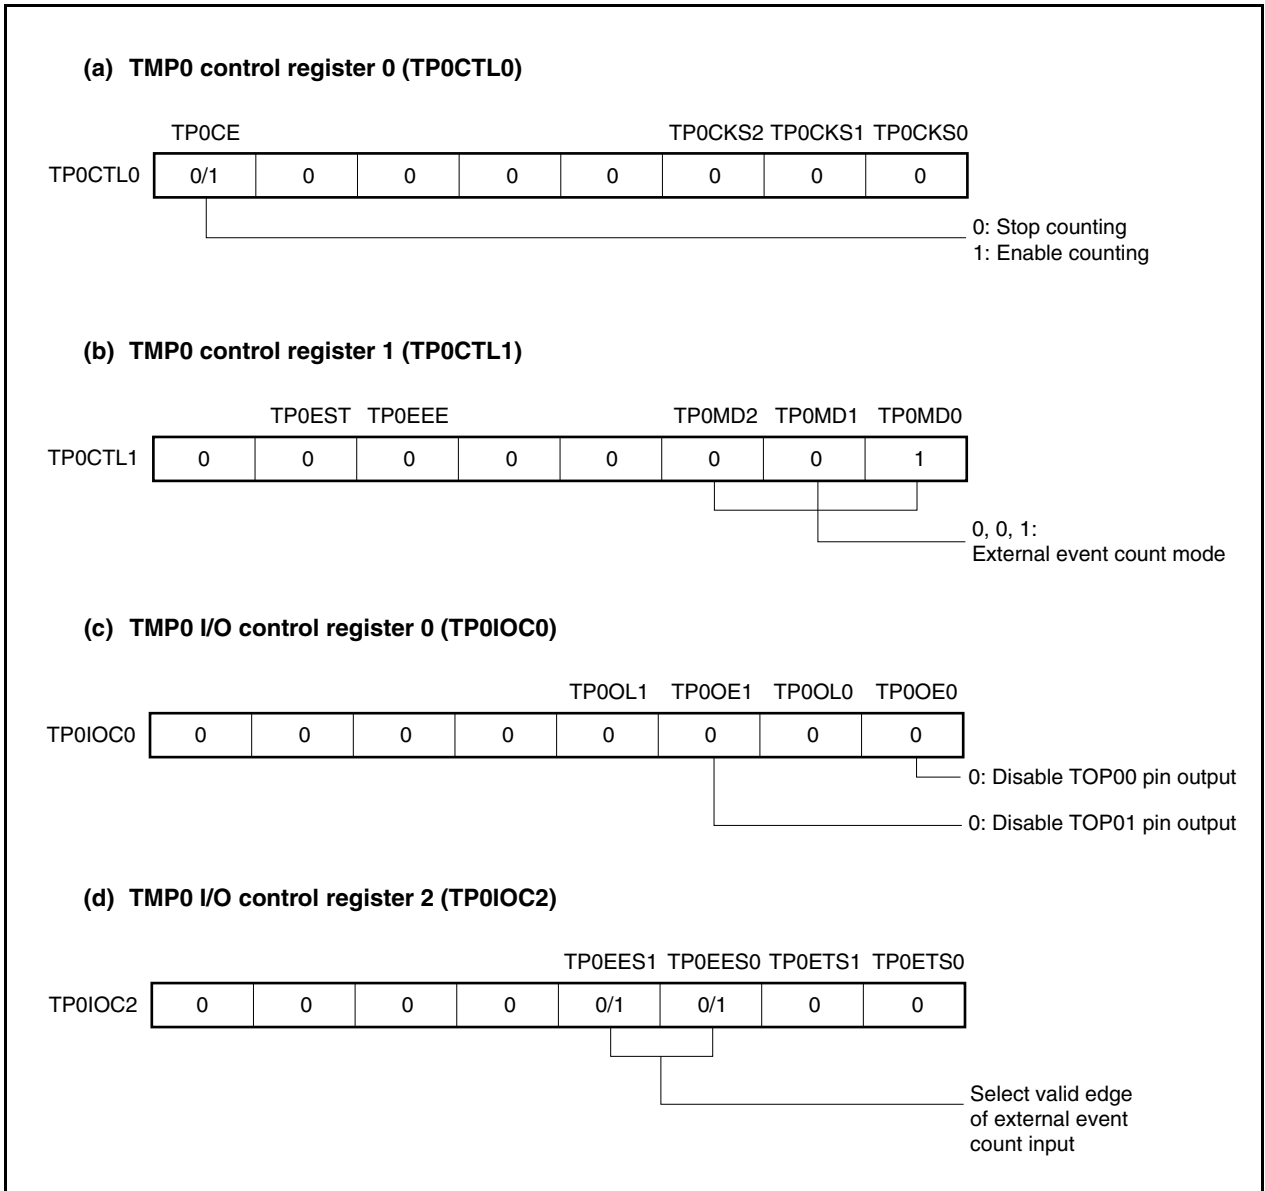 (a) TMP0 control register 0 (TP0CTL0)
TP0CE TP0CKS2 TP0CKS1 TP0CKS0
TP0CTL0 0/1 0 0 0 0 0 0 0
0: Stop counting
1: Enable counting
(b) TMP0 control register 1 (TP0CTL1)
TP0EST TP0EEE TP0MD2 TP0MD1 TP0MD0
TP0CTL1 0 0 0 0 0 0 0 1
0, 0, 1:
External event count mode
(c) TMP0 I/O control register 0 (TP0IOC0)
TP0OL1 TP0OE1 TP0OL0 TP0OE0
TP0IOC0 0 0 0 0 0 0 0 0
0: Disable TOP00 pin output
0: Disable TOP01 pin output
(d) TMP0 I/O control register 2 (TP0IOC2)
TP0EES1 TP0EES0 TP0ETS1 TP0ETS0
TP0IOC2 0 0 0 0 0/1 0/1 0 0
Select valid edge
of external event
count input